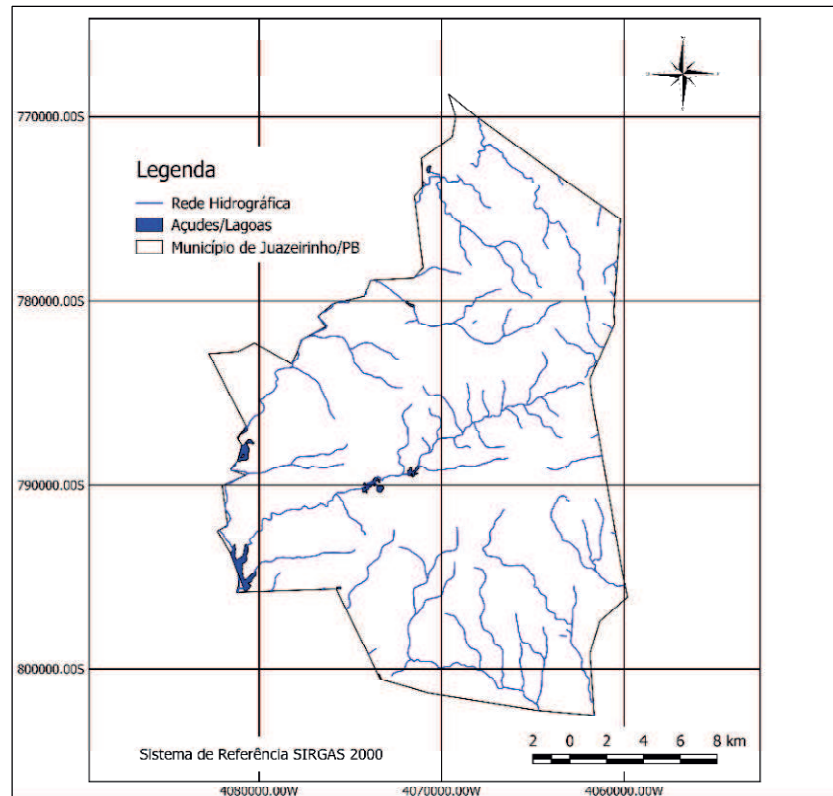 770000.00S
Legenda
Rede Hidrográfica
Açudes/Lagoas
Município de Juazeirinho/PB
780000.00S
790000.00S
800000.00S
Sistema de Referência SIRGAS 2000
2 0 2 4 6 8 km
4080000.00W 4070000.00W 4060000.00W